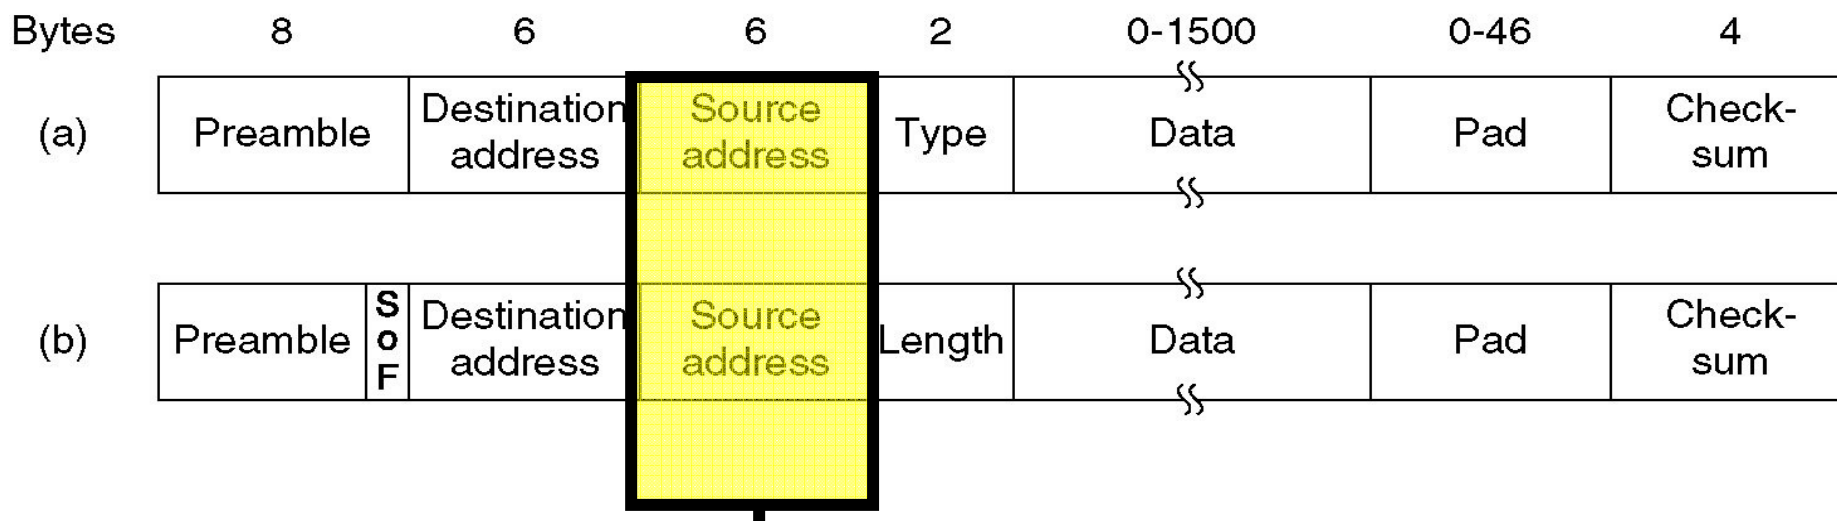 Bytes 8 6 6 2 0-1500 0-46 4
(a) Preamble Destination address Source address Type Data Pad Check-sum
(b) Preamble SoF Destination address Source address Length Data Pad Check-sum